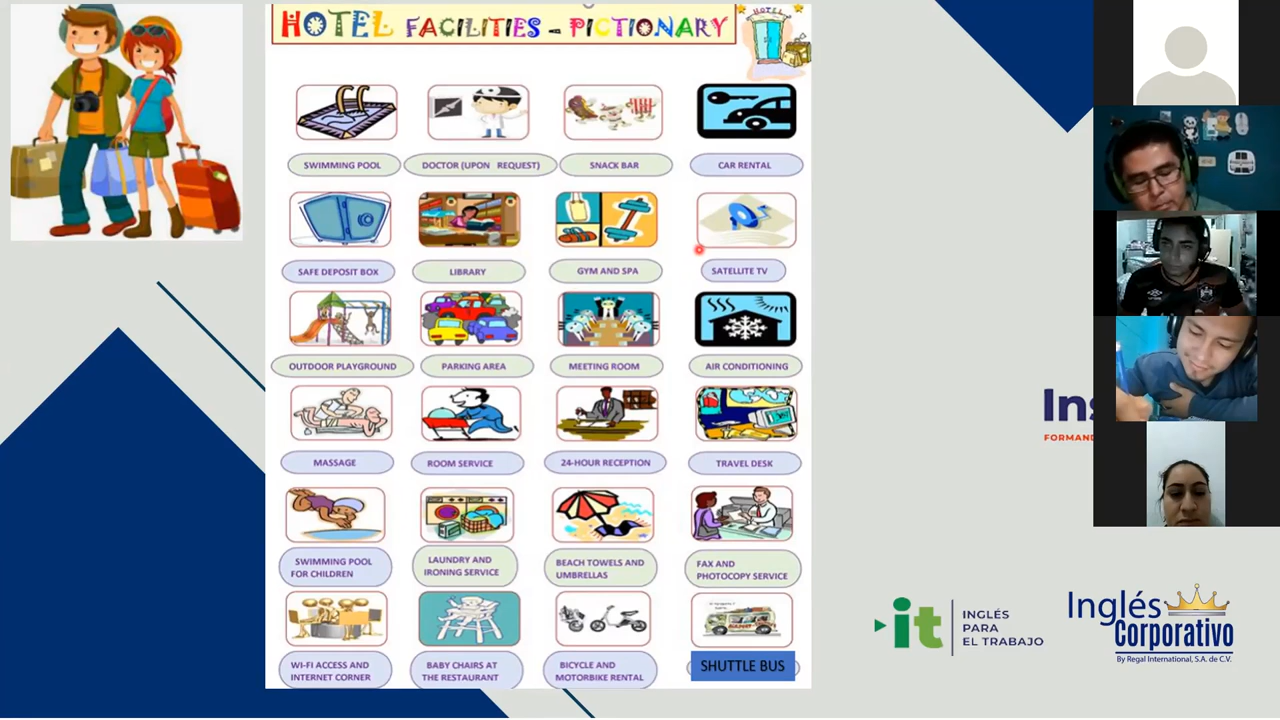 HOTEL FACILITIES - PICTIONARY
HOTEL
SWIMMING POOL
DOCTOR (UPON REQUEST)
SNACK BAR
CAR RENTAL
SAFE DEPOSIT BOX
LIBRARY
GYM AND SPA
SATELLITE TV
OUTDOOR PLAYGROUND
PARKING AREA
MEETING ROOM
AIR CONDITIONING
MASSAGE
ROOM SERVICE
24-HOUR RECEPTION
TRAVEL DESK
SWIMMING POOL
FOR CHILDREN
LAUNDRY AND
IRONING SERVICE
BEACH TOWELS AND
UMBRELLAS
FAX AND
PHOTOCOPY SERVICE
WI-FI ACCESS AND
INTERNET CORNER
BABY CHAIRS AT
THE RESTAURANT
BICYCLE AND
MOTORBIKE RENTAL
SHUTTLE BUS
Ins
FORMAND
it
INGLÉS
PARA
EL TRABAJO
Inglés
Corporativo
By Regal International, S.A. de C.V.